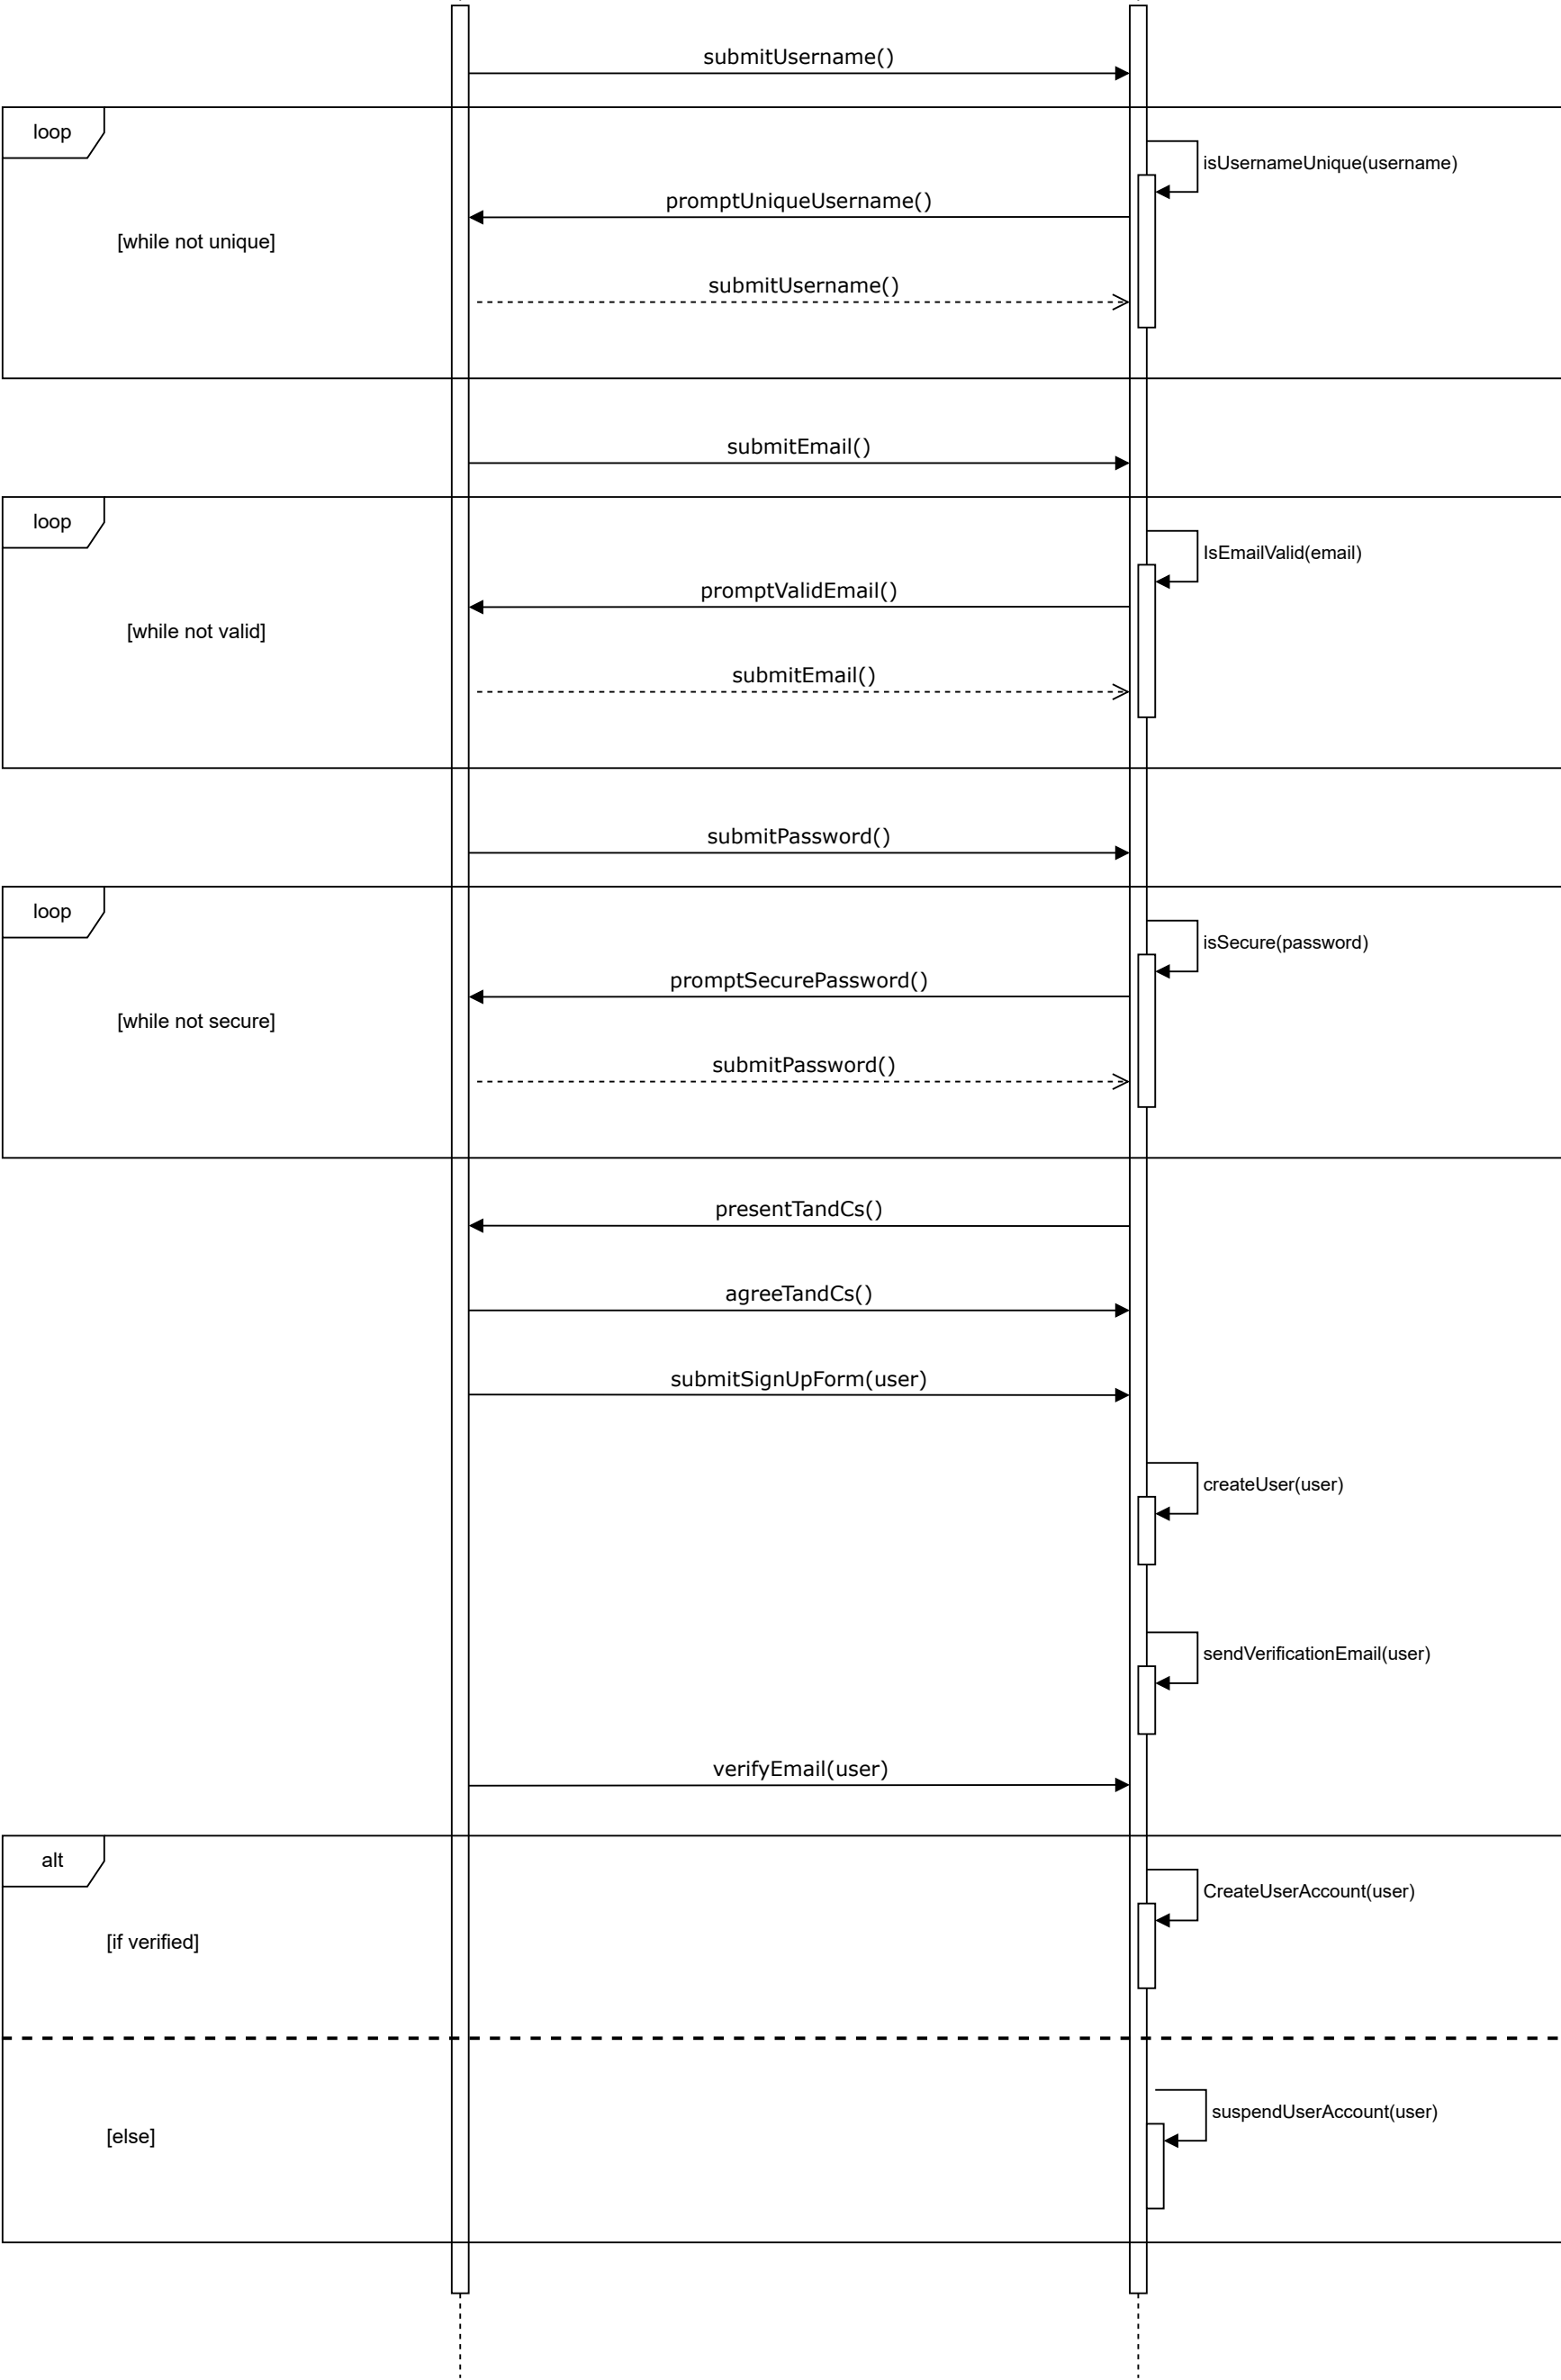 submitUsername()
loop
isUsernameUnique(username)
promptUniqueUsername()
[while not unique]
submitUsername()
submitEmail()
loop
IsEmailValid(email)
promptValidEmail()
[while not valid]
submitEmail()
submitPassword()
loop
isSecure(password)
promptSecurePassword()
[while not secure]
submitPassword()
presentTandCs()
agreeTandCs()
submitSignUpForm(user)
createUser(user)
sendVerificationEmail(user)
verifyEmail(user)
alt
CreateUserAccount(user)
[if verified]
suspendUserAccount(user)
[else]